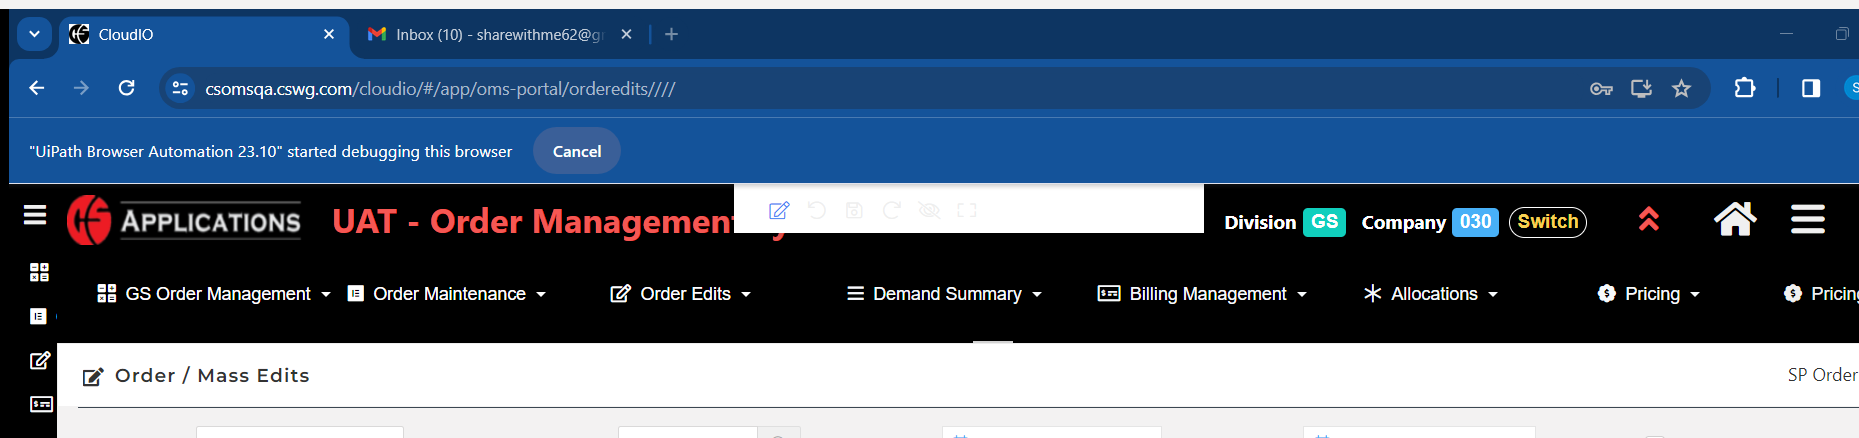 CloudIO
Inbox (10) - sharewithme62@g
csomsqa.cswg.com/cloudio/#/app/oms-portal/orderedits////
"UiPath Browser Automation 23.10" started debugging this browser Cancel
APPLICATIONS UAT - Order Managemen Division GS Company 030 Switch
GS Order Management Order Maintenance Order Edits Demand Summary Billing Management Allocations Pricing Pricing
Order / Mass Edits SP Order